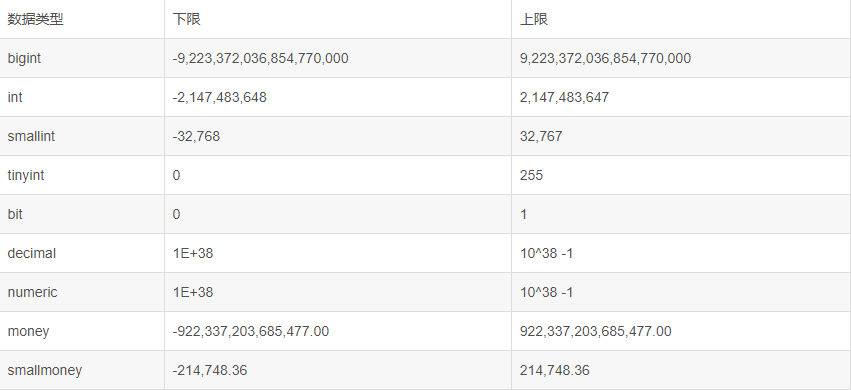 数据类型 下限 上限
bigint -9,223,372,036,854,770,000 9,223,372,036,854,770,000
int -2,147,483,648 2,147,483,647
smallint -32,768 32,767
tinyint 0 255
bit 0 1
decimal 1E+38 10^38 -1
numeric 1E+38 10^38 -1
money -922,337,203,685,477.00 922,337,203,685,477.00
smallmoney -214,748.36 214,748.36